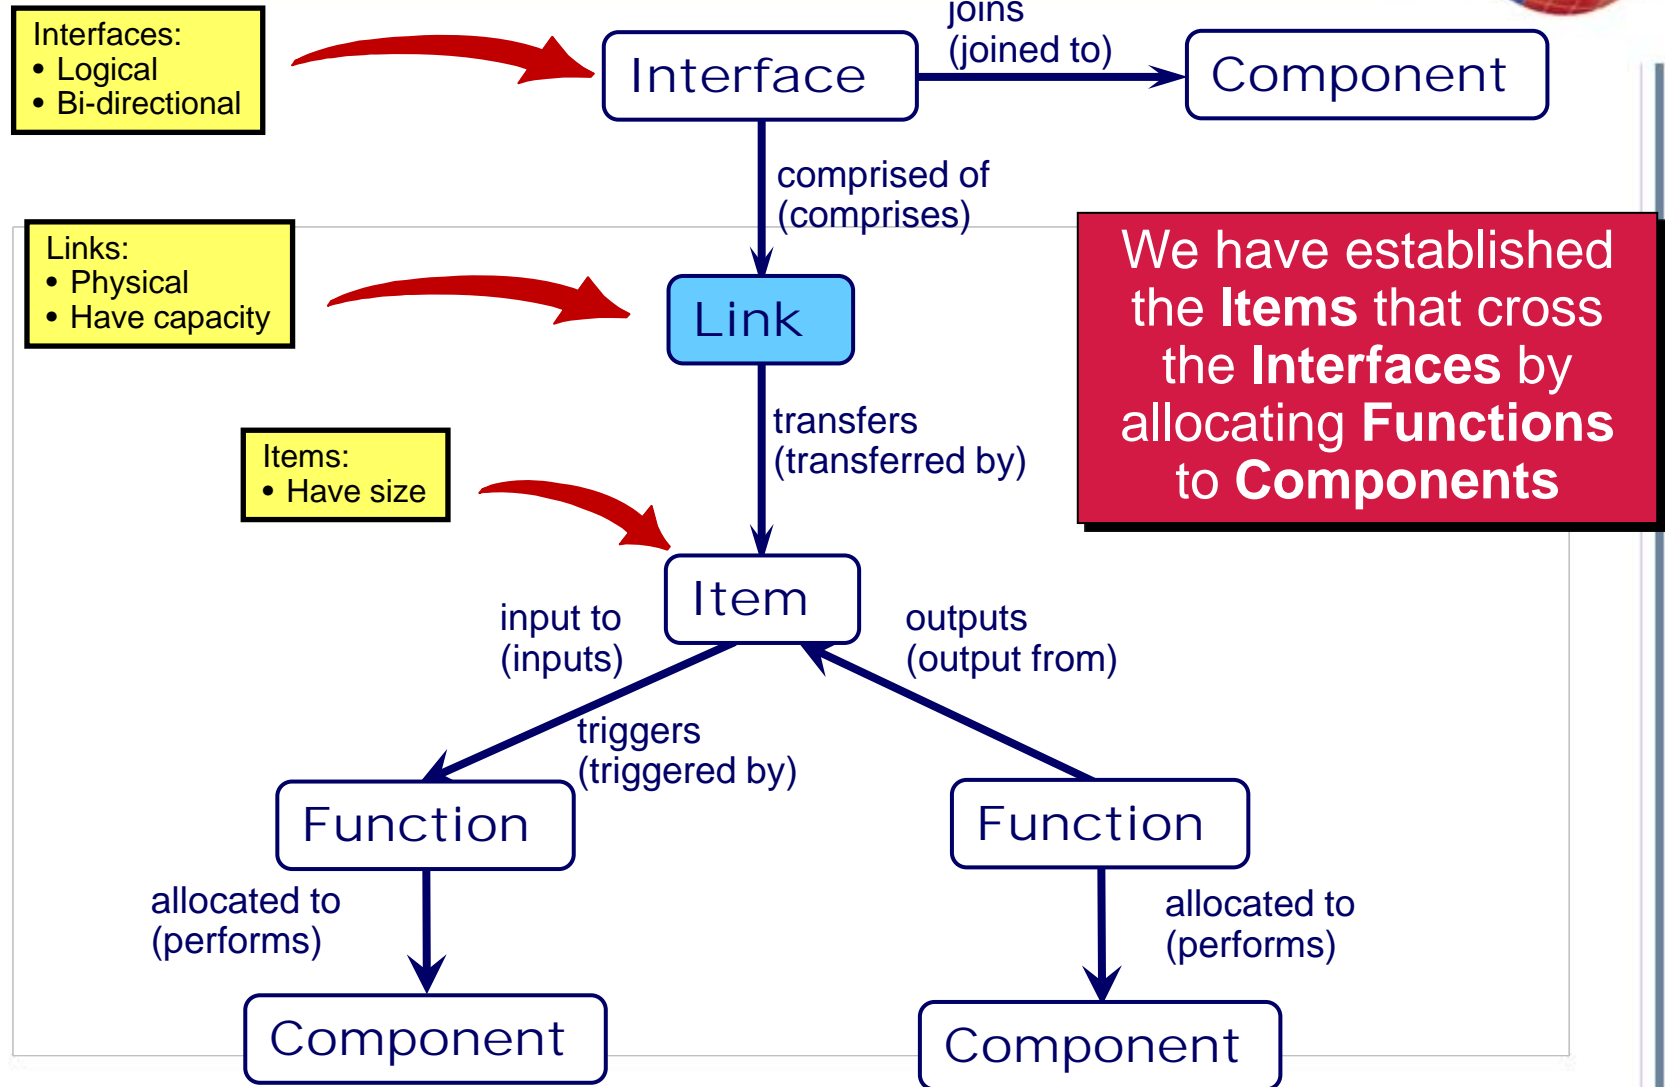 Interfaces:
• Logical
• Bi-directional
Interface
joins
(joined to)
Component
comprised of
(comprises)
Links:
• Physical
• Have capacity
Link
We have established
the Items that cross
the Interfaces by
allocating Functions
to Components
transfers
(transferred by)
Items:
• Have size
Item
input to
(inputs)
outputs
(output from)
triggers
(triggered by)
Function
Function
allocated to
(performs)
allocated to
(performs)
Component
Component